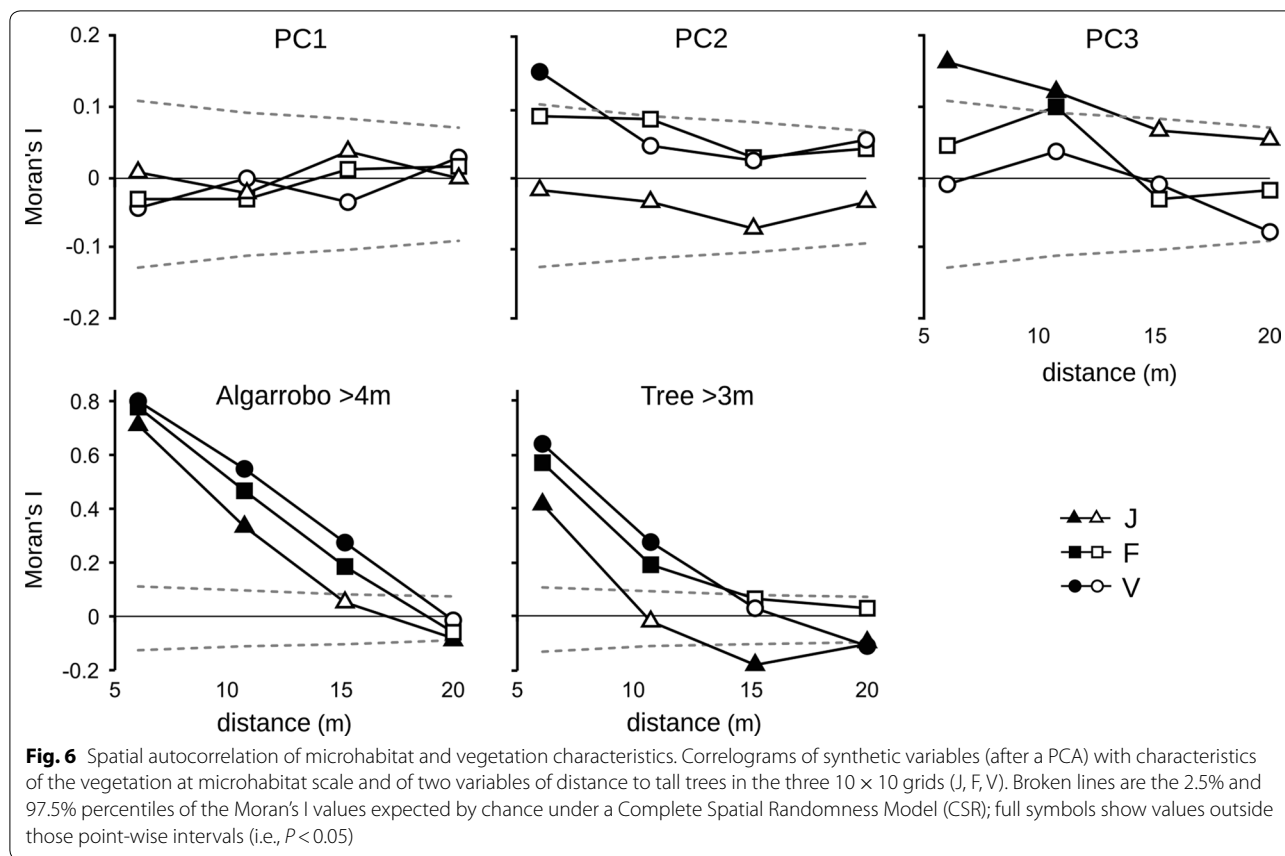 PC1
PC2
PC3
0.2
0.1
0
-0.1
-0.2
Moran's I
5
10
15
20
distance (m)
Algarrobo >4m
Tree >3m
0.8
0.6
0.4
0.2
0
-0.2
Moran's I
5
10
15
20
distance (m)
5
10
15
20
distance (m)
J
F
V
Fig. 6 Spatial autocorrelation of microhabitat and vegetation characteristics. Correlograms of synthetic variables (after a PCA) with characteristics
of the vegetation at microhabitat scale and of two variables of distance to tall trees in the three 10 × 10 grids (J, F, V). Broken lines are the 2.5% and
97.5% percentiles of the Moran's I values expected by chance under a Complete Spatial Randomness Model (CSR); full symbols show values outside
those point-wise intervals (i.e., P < 0.05)